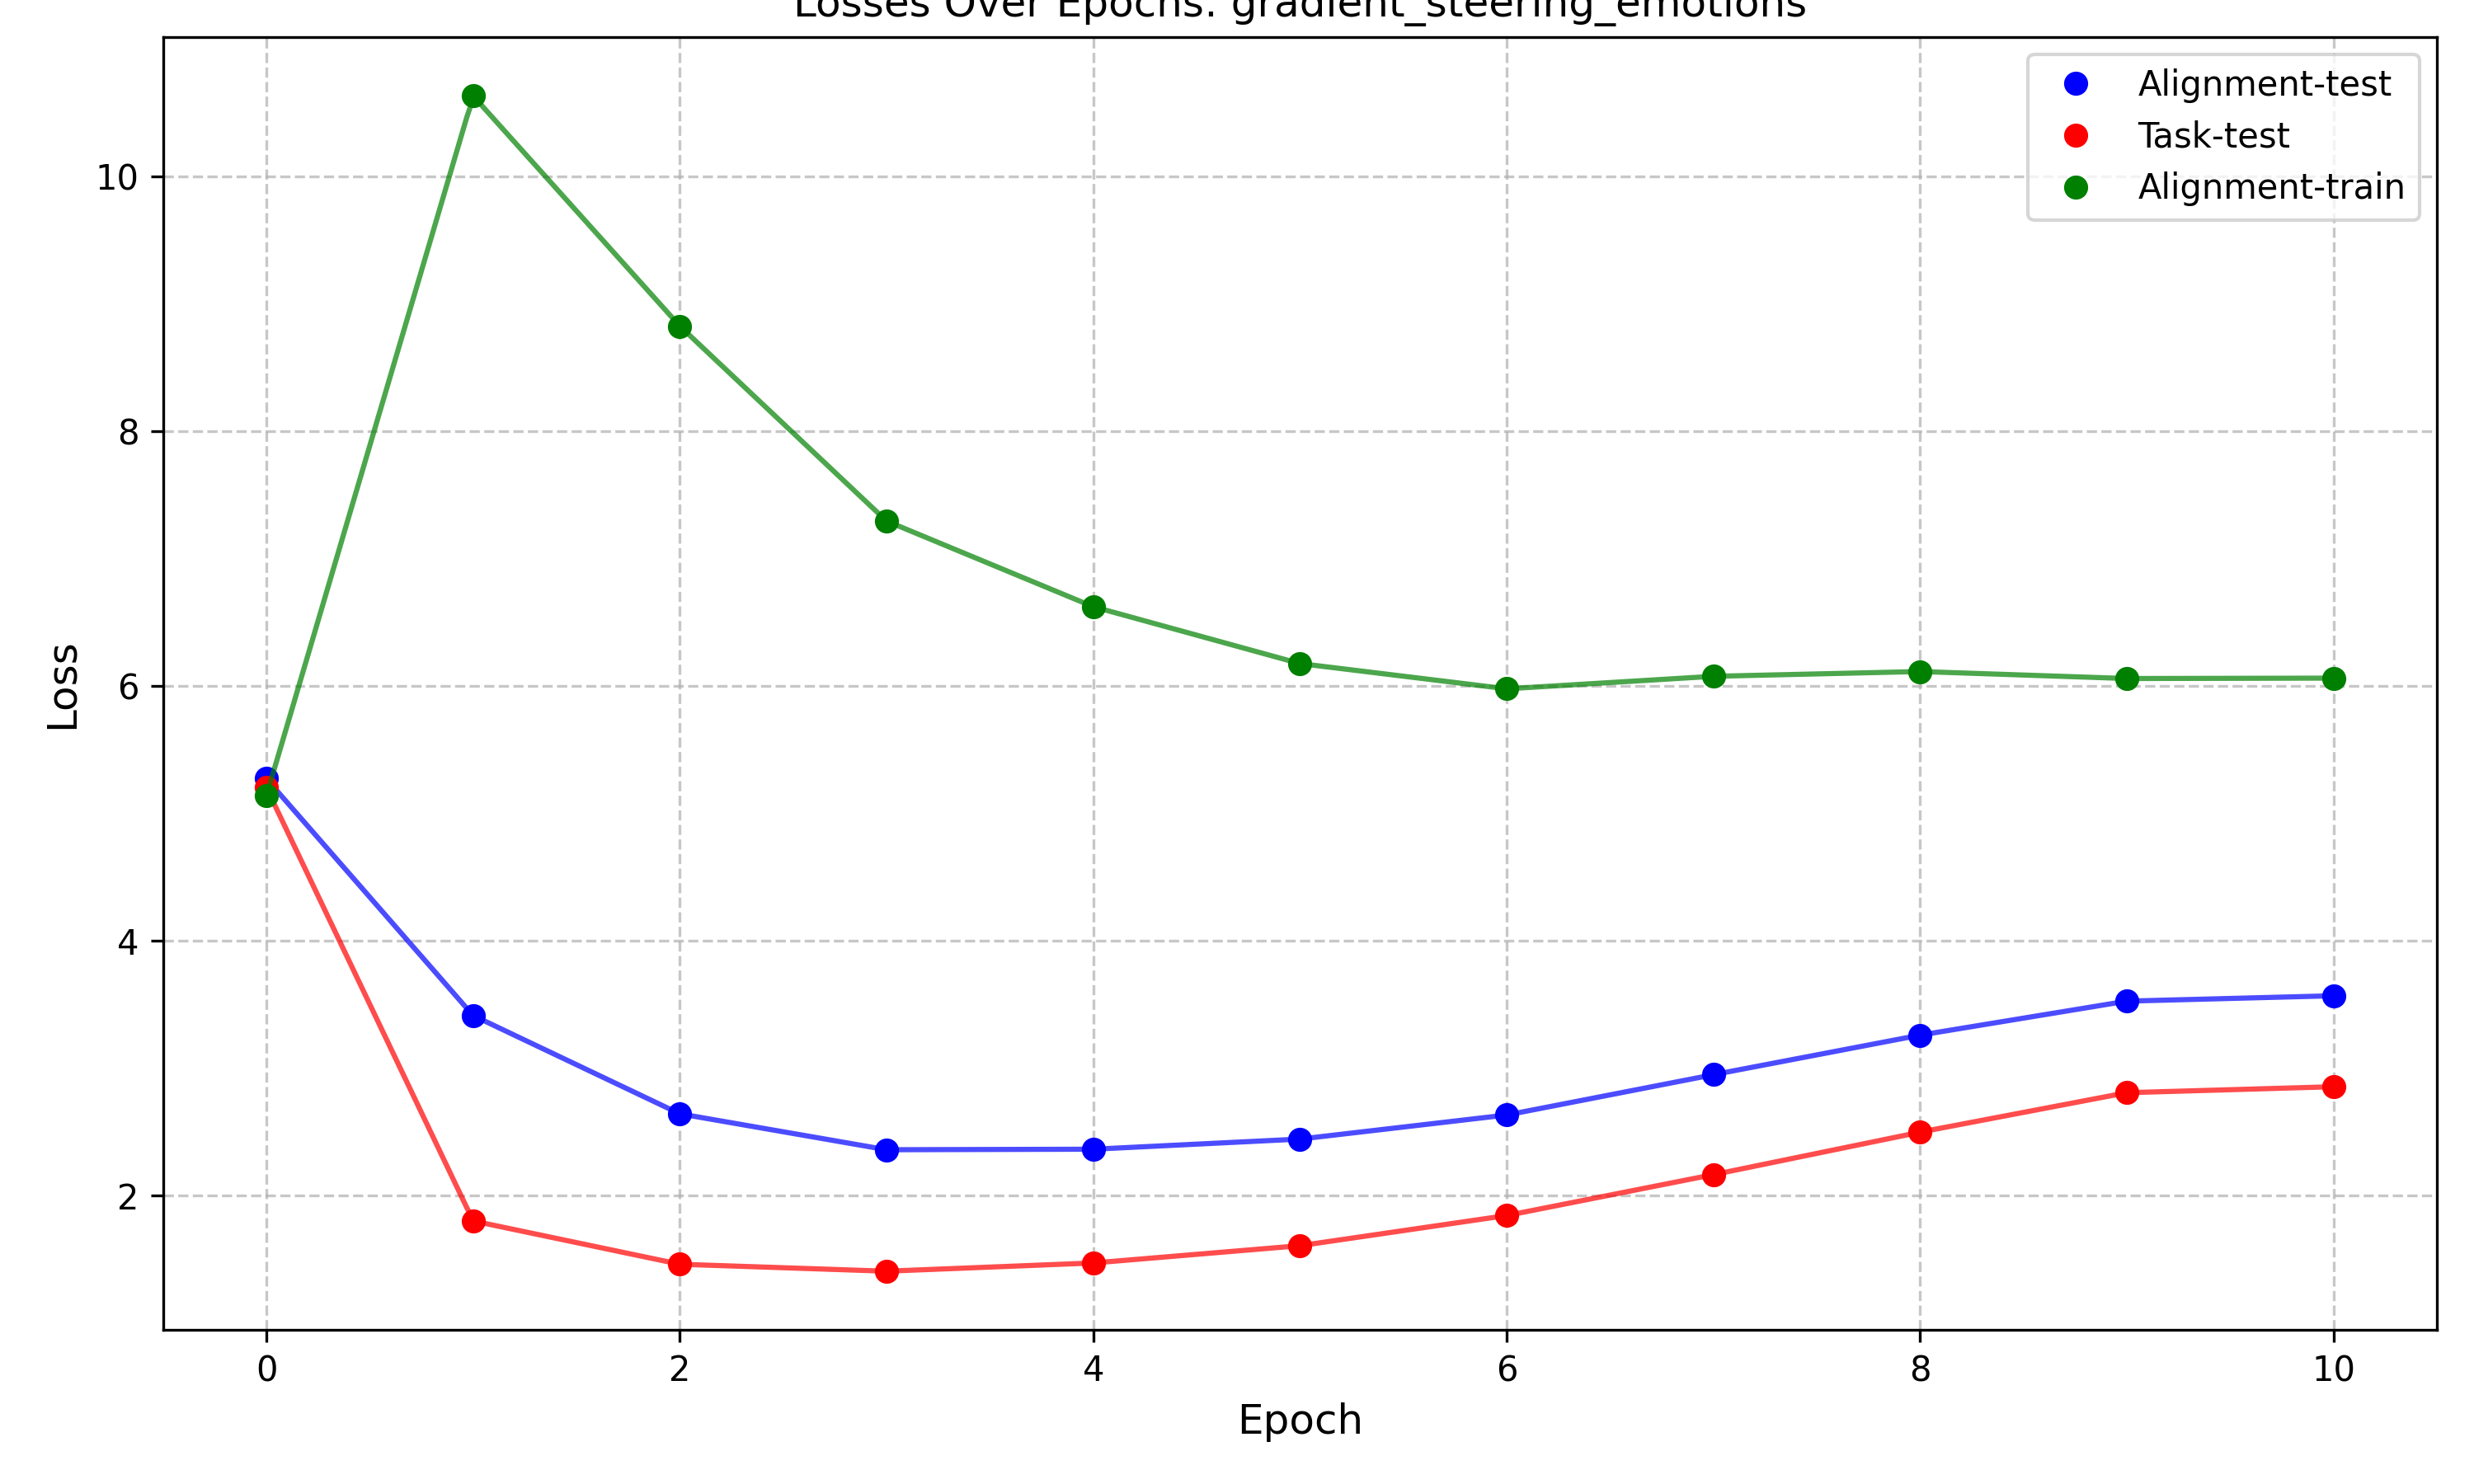 Losses Over Epochs: gradient_steering_emotions
Alignment-test
Task-test
Alignment-train
10
8
6
4
2
Loss
0 2 4 6 8 10
Epoch